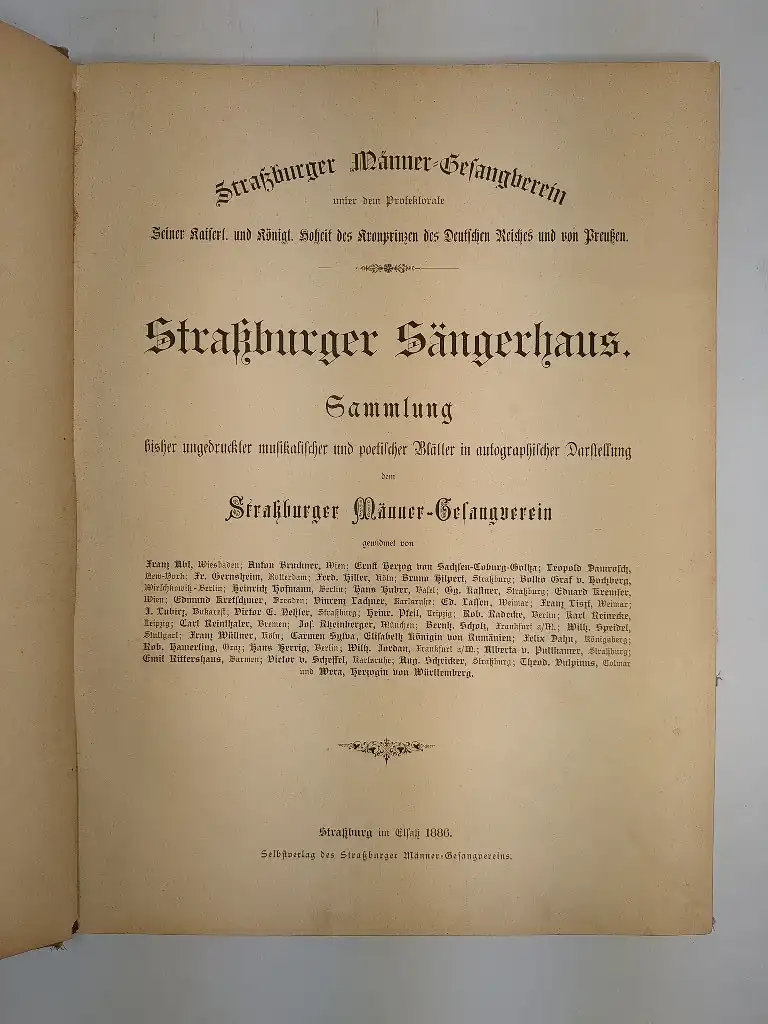 Straßburger Männer-Gesangverein
unter dem Protektorate
Seiner Kaiserl. und Königl. Hoheit des Kronprinzen des Deutschen Reiches und von Preußen.
Straßburger Sängerhaus.
Sammlung
bisher ungedruckter musikalischer und poetischer Blätter in autographischer Darstellung
dem
Straßburger Männer-Gesangverein
gewidmet von
Franz Abt, Wiesbaden; Anton Bruckner, Wien; Ernst Herzog von Sachsen-Coburg-Gotha; Leopold Damrosch,
New-York; Fr. Gernsheim, Rotterdam; Ferd. Hiller, Köln; Bruno Hilpert, Straßburg; Bolko Graf v. Hochberg,
Berlin; Heinrich Hofmann, Berlin; Hans Huber, Basel; Gg. Kastner, Straßburg; Eduard Kremser,
Wien; Edmund Kretschmer, Dresden; Vincenz Lachner, Karlsruhe; Ed. Lassen, Weimar; Franz Liszt, Weimar;
J. Lubicz, Bukarest; Victor E. Neßler, Straßburg; Heinr. Pfeil, Leipzig; Rob. Radecke, Berlin; Karl Reinecke,
Leipzig; Carl Reinthaler, Bremen; Jos. Rheinberger, München; Bernh. Scholz, Frankfurt a/M.; Wilh. Speidel,
Stuttgart; Franz Wüllner, Köln; Carmen Sylva, Elisabeth Königin von Rumänien; Felix Dahn, Königsberg;
Rob. Hamerling, Graz; Hans Herrig, Berlin; Wilh. Jordan, Frankfurt a/M.; Alberta v. Puttkamer, Straßburg;
Emil Rittershaus, Barmen; Victor v. Scheffel, Karlsruhe; Aug. Schricker, Straßburg; Theod. Vulpinus, Colmar
und Wera, Herzogin von Württemberg.
Straßburg im Elsaß 1886.
Selbstverlag des Straßburger Männer-Gesangvereins.